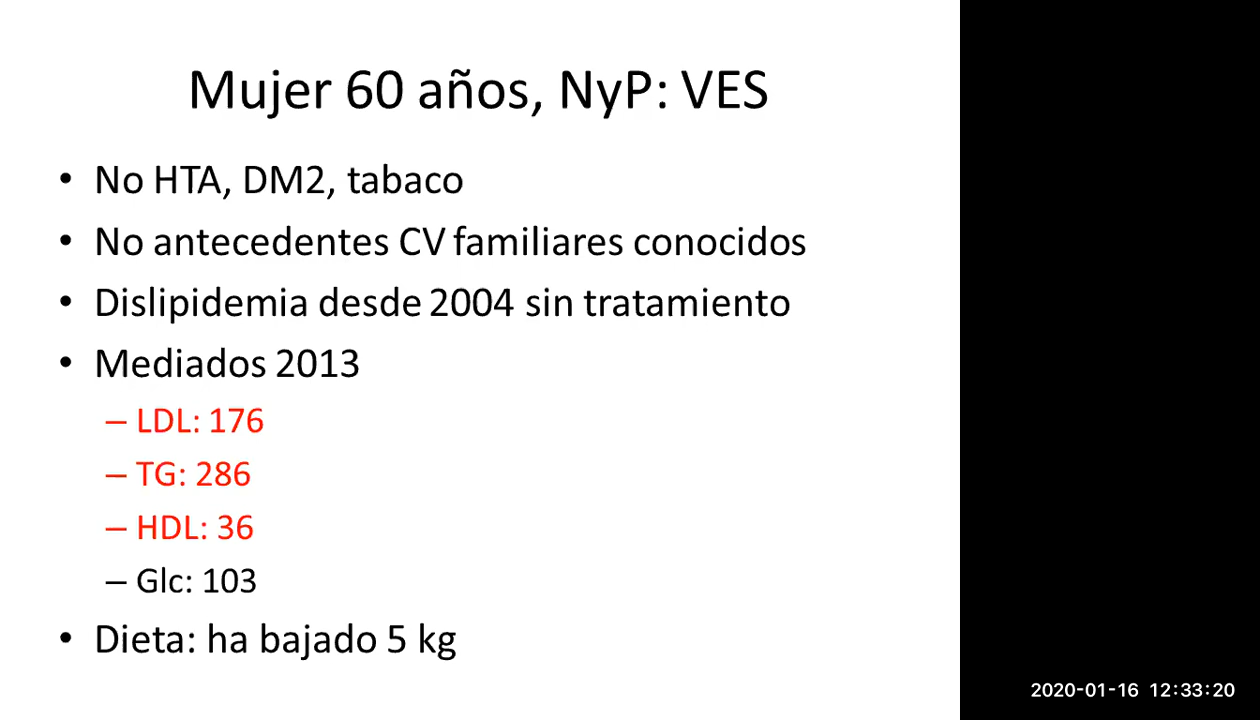 Mujer 60 años, NyP: VES
• No HTA, DM2, tabaco
• No antecedentes CV familiares conocidos
• Dislipidemia desde 2004 sin tratamiento
• Mediados 2013
– LDL: 176
– TG: 286
– HDL: 36
– Glc: 103
• Dieta: ha bajado 5 kg
2020-01-16 12:33:20